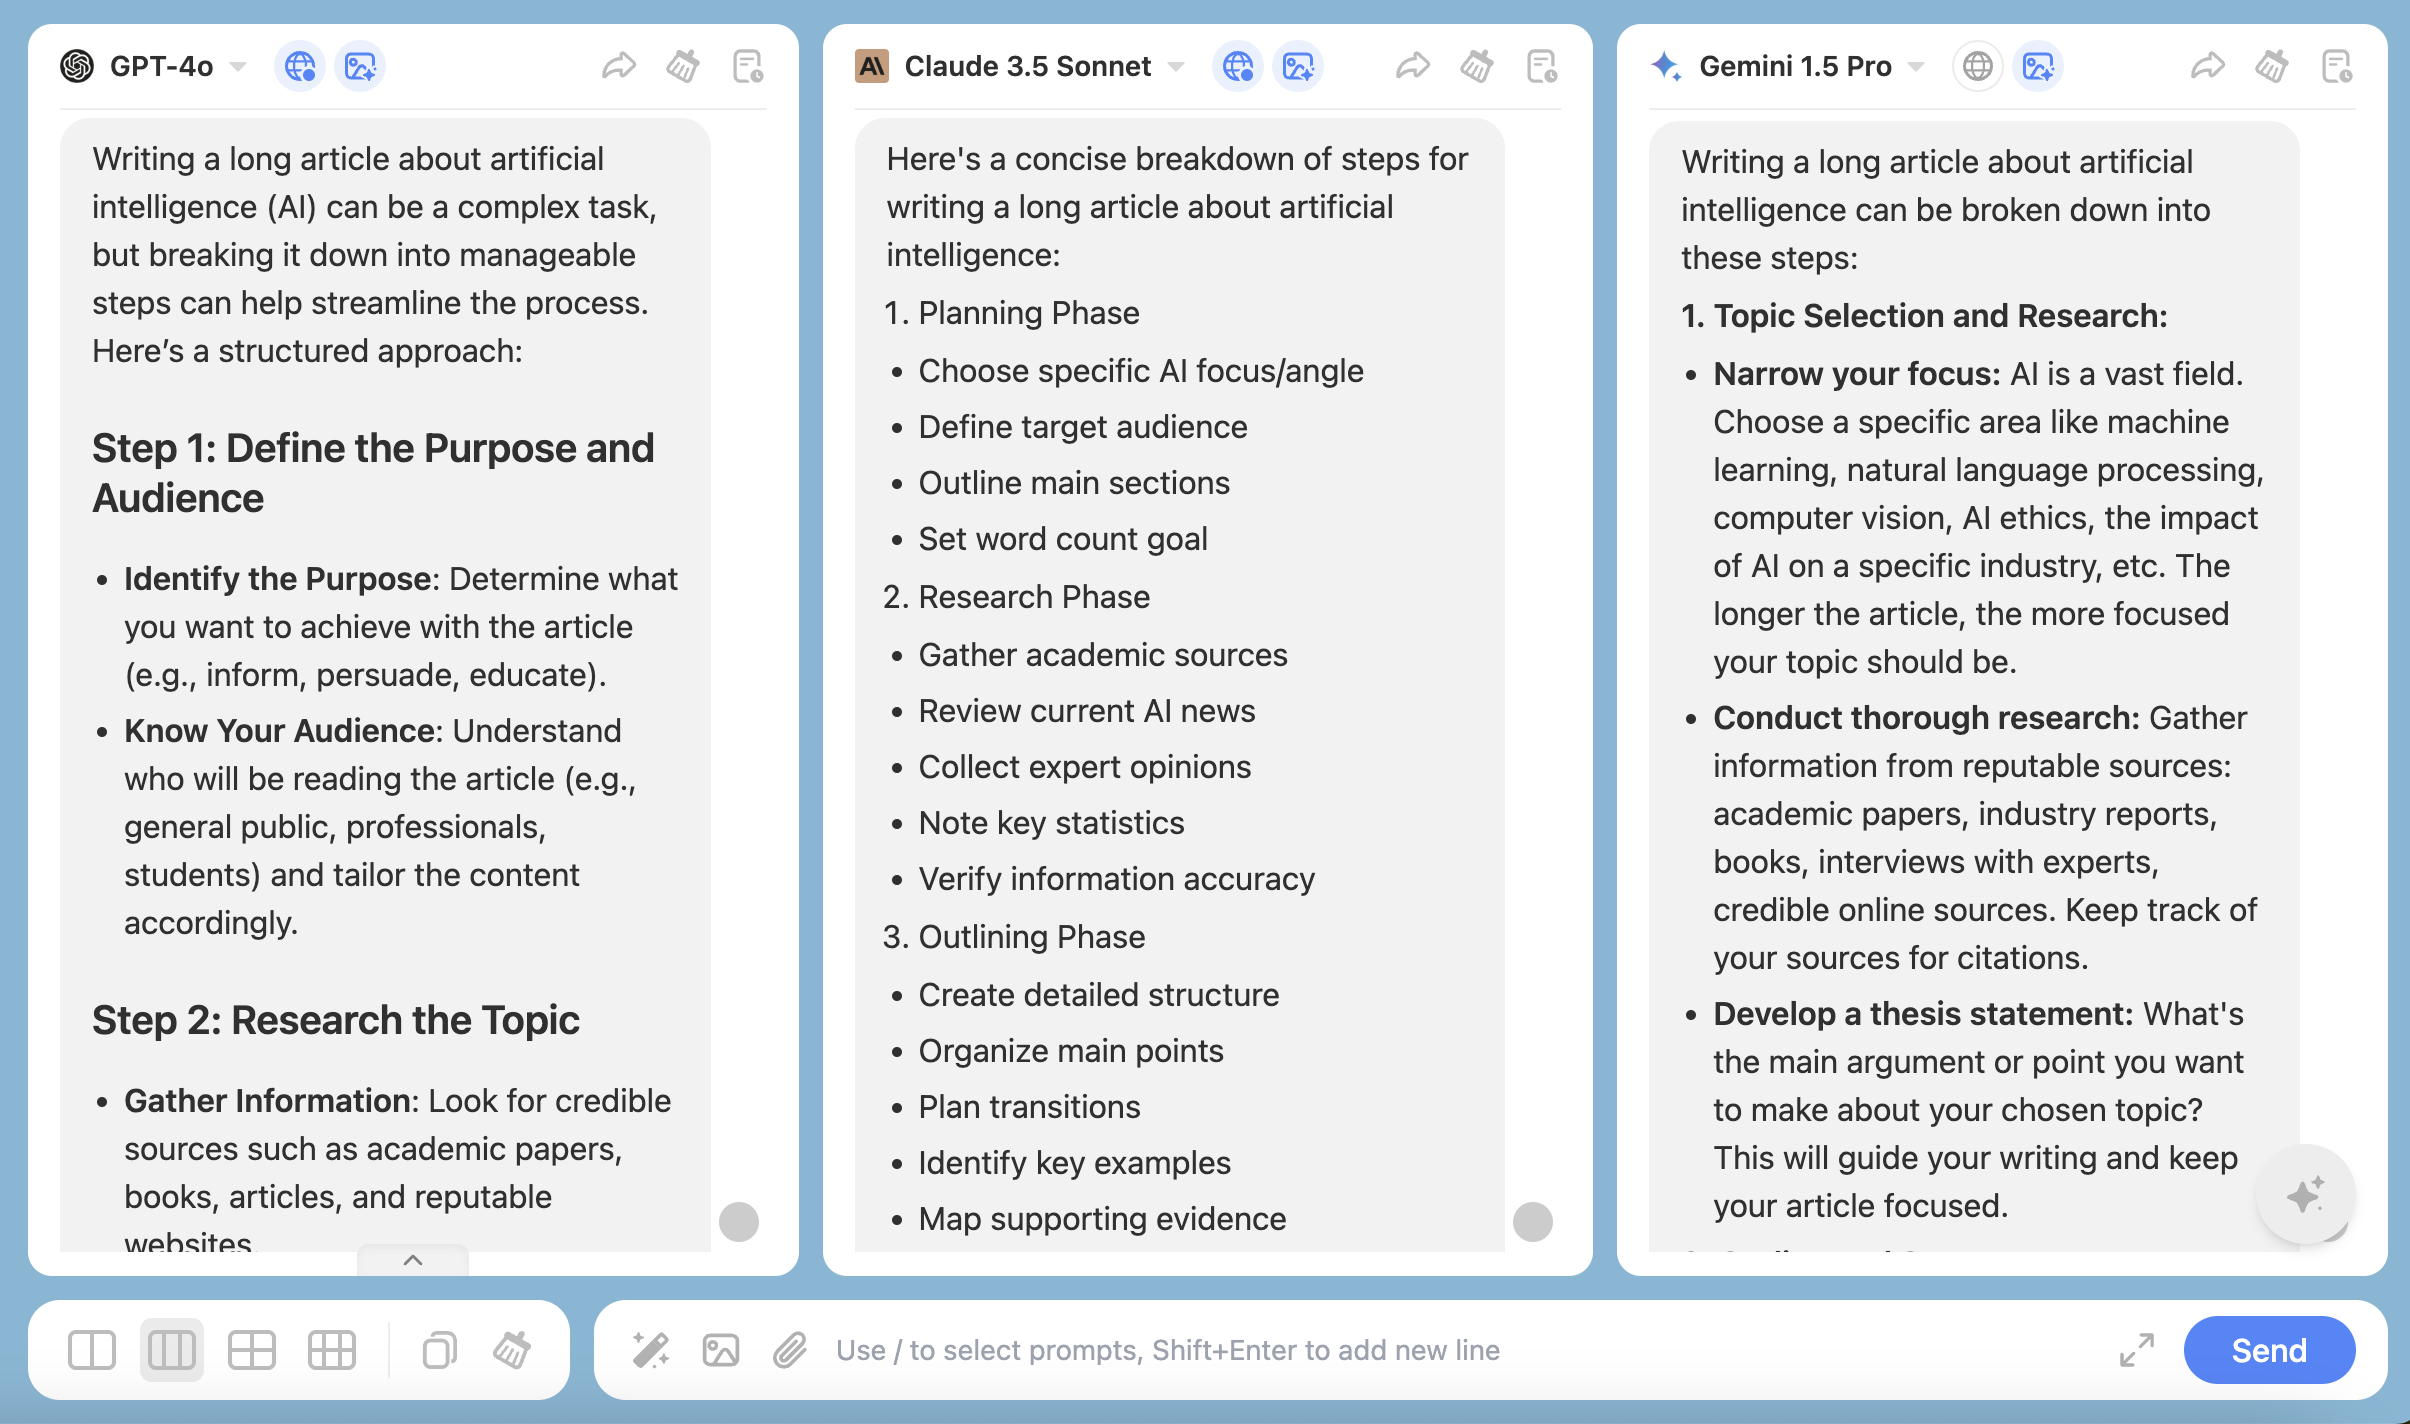 GPT-4o
Writing a long article about artificial
intelligence (AI) can be a complex task,
but breaking it down into manageable
steps can help streamline the process.
Here’s a structured approach:
Step 1: Define the Purpose and
Audience
• Identify the Purpose: Determine what
you want to achieve with the article
(e.g., inform, persuade, educate).
• Know Your Audience: Understand
who will be reading the article (e.g.,
general public, professionals,
students) and tailor the content
accordingly.
Step 2: Research the Topic
• Gather Information: Look for credible
sources such as academic papers,
books, articles, and reputable
websites.
Claude 3.5 Sonnet
Here's a concise breakdown of steps for
writing a long article about artificial
intelligence:
1. Planning Phase
• Choose specific AI focus/angle
• Define target audience
• Outline main sections
• Set word count goal
2. Research Phase
• Gather academic sources
• Review current AI news
• Collect expert opinions
• Note key statistics
• Verify information accuracy
3. Outlining Phase
• Create detailed structure
• Organize main points
• Plan transitions
• Identify key examples
• Map supporting evidence
Gemini 1.5 Pro
Writing a long article about artificial
intelligence can be broken down into
these steps:
1. Topic Selection and Research:
• Narrow your focus: AI is a vast field.
Choose a specific area like machine
learning, natural language processing,
computer vision, AI ethics, the impact
of AI on a specific industry, etc. The
longer the article, the more focused
your topic should be.
• Conduct thorough research: Gather
information from reputable sources:
academic papers, industry reports,
books, interviews with experts,
credible online sources. Keep track of
your sources for citations.
• Develop a thesis statement: What's
the main argument or point you want
to make about your chosen topic?
This will guide your writing and keep
your article focused.
Use / to select prompts, Shift+Enter to add new line
Send